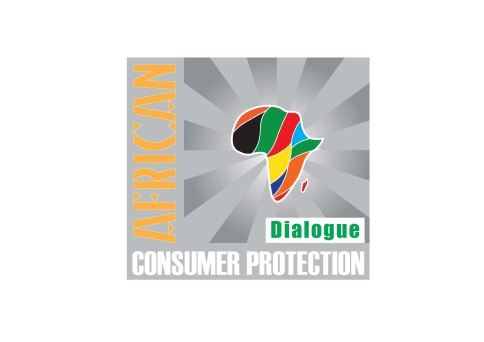 AFRICAN
Dialogue
CONSUMER PROTECTION